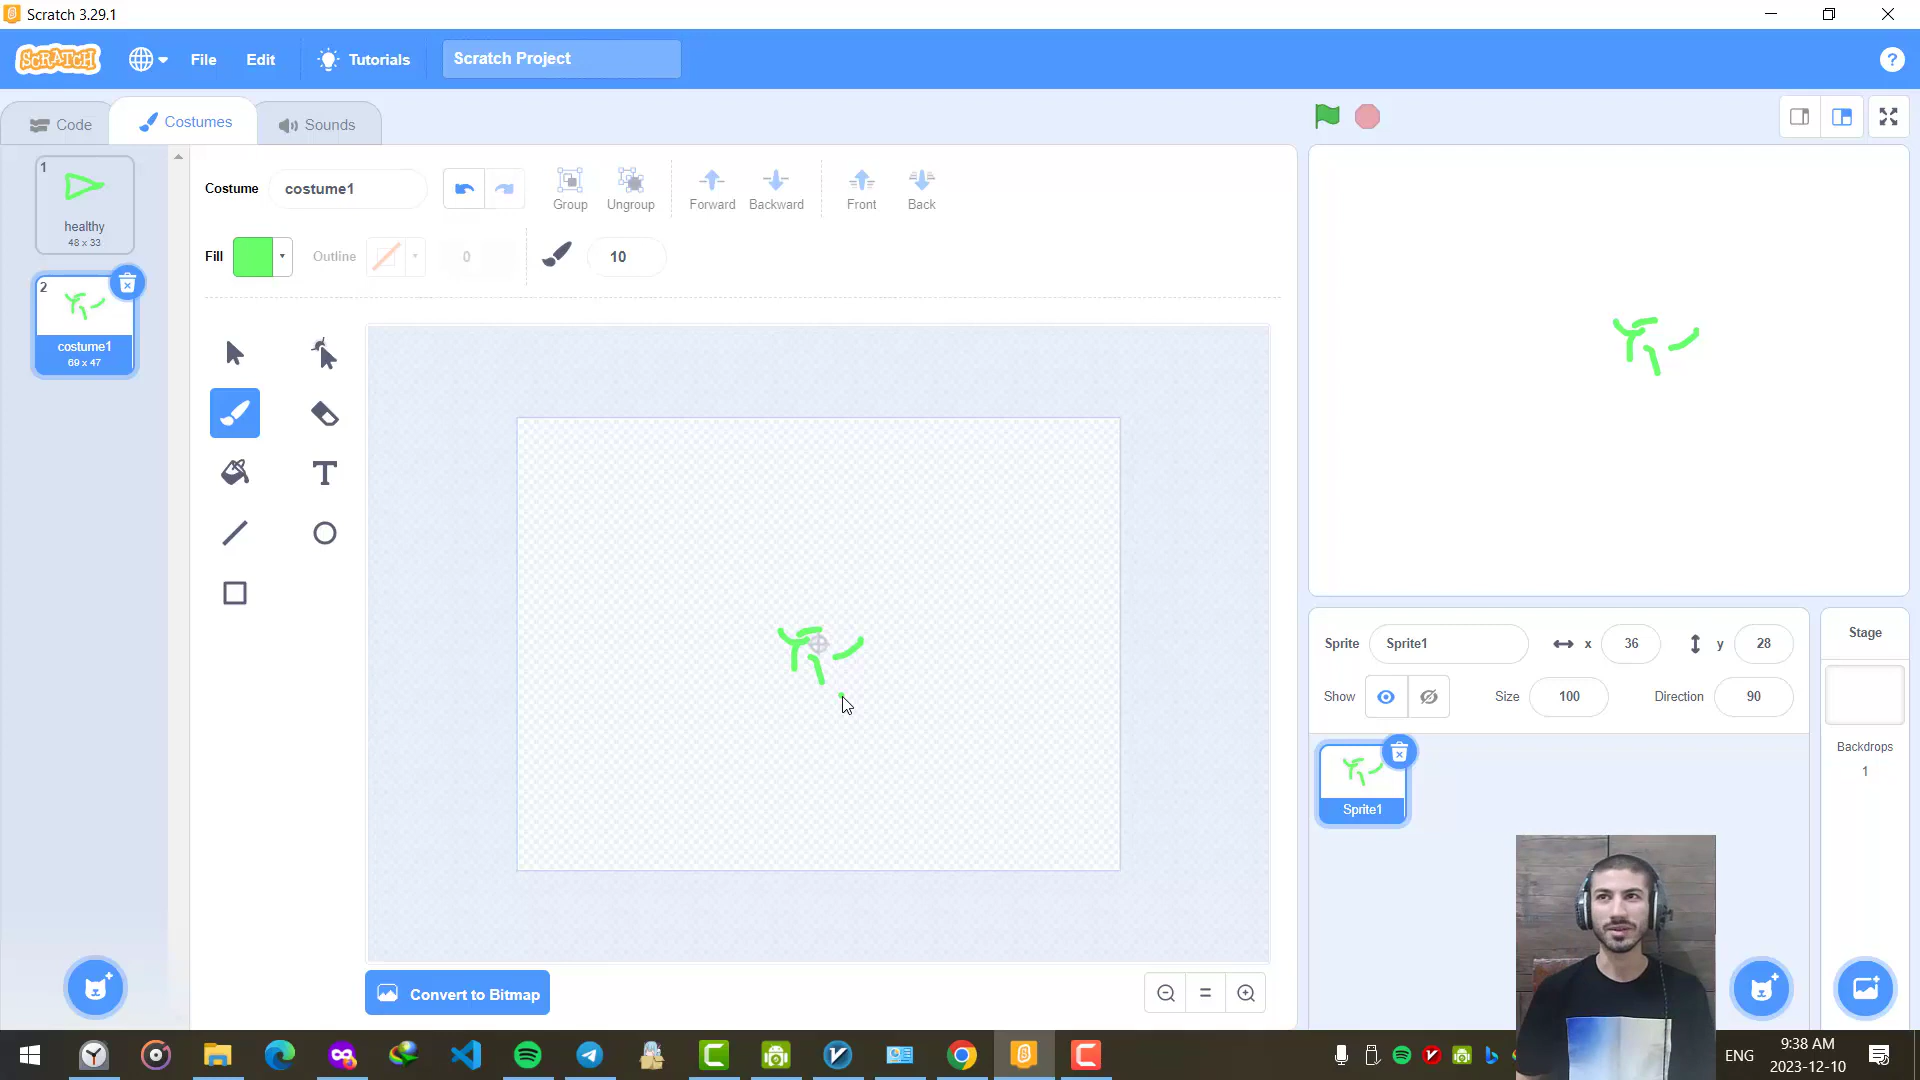 Scratch 3.29.1
SCRATCH File Edit Tutorials Scratch Project ?
Code Costumes Sounds
1
healthy
48 x 33
2
costume1
69 x 47
Costume costume1 Group Ungroup Forward Backward Front Back
Fill Outline 0 10
T
Convert to Bitmap
Sprite Sprite1 x 36 y 28
Show Size 100 Direction 90
Sprite1
Stage
Backdrops
1
ENG
9:38 AM
2023-12-10